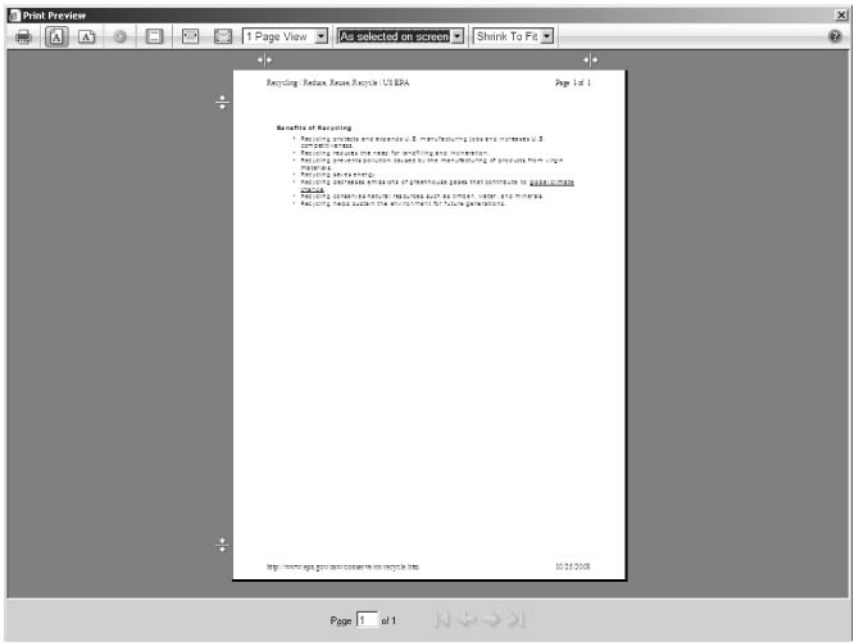 Print Preview
1 Page View As selected on screen Shrink To Fit
Recycling | Reduce, Reuse, Recycle | US EPA Page 1 of 1
Benefits of Recycling
• Recycling protects and expands U.S. manufacturing jobs and increases U.S.
competitiveness.
• Recycling reduces the need for landfilling and incineration.
• Recycling prevents pollution caused by the manufacturing of products from virgin
materials.
• Recycling saves energy.
• Recycling decreases emissions of greenhouse gases that contribute to global climate
change.
• Recycling conserves natural resources such as timber, water, and minerals.
• Recycling helps sustain the environment for future generations.
10/25/2008
Page 1 of 1